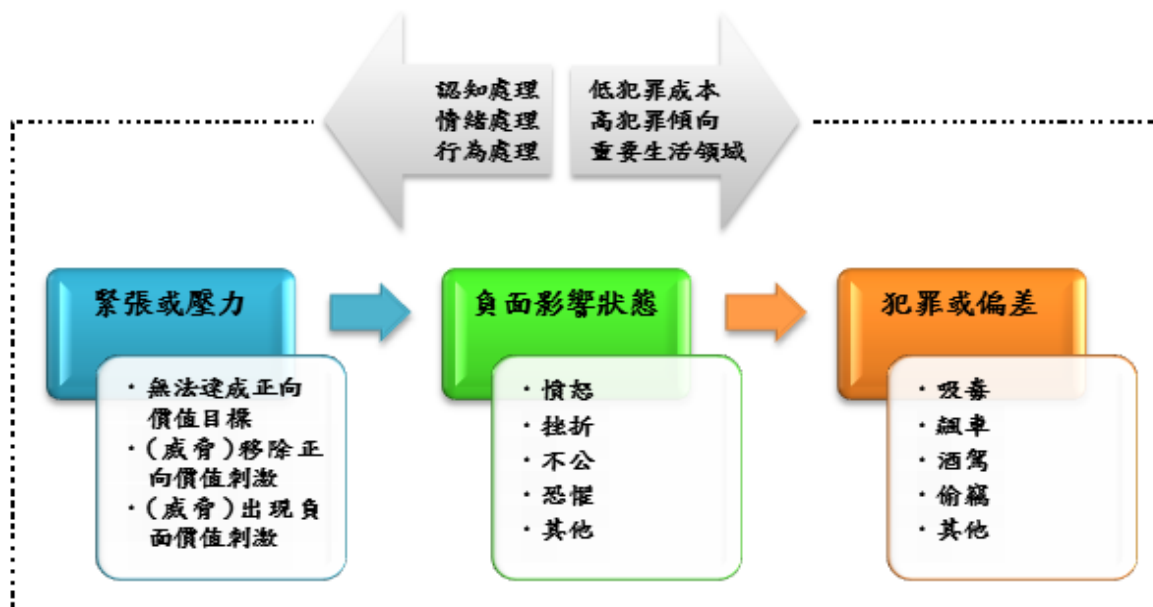 認知處理
情緒處理
行為處理
低犯罪成本
高犯罪傾向
重要生活領域
緊張或壓力
・無法達成正向
價值目標
・(威脅)移除正
向價值刺激
・(威脅)出現負
面價值刺激
負面影響狀態
・憤怒
・挫折
・不公
・恐懼
・其他
犯罪或偏差
・吸毒
・飆車
・酒駕
・偷竊
・其他